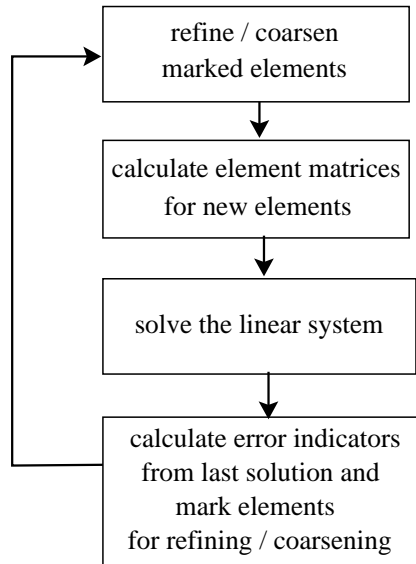 refine / coarsen
marked elements
calculate element matrices
for new elements
solve the linear system
calculate error indicators
from last solution and
mark elements
for refining / coarsening